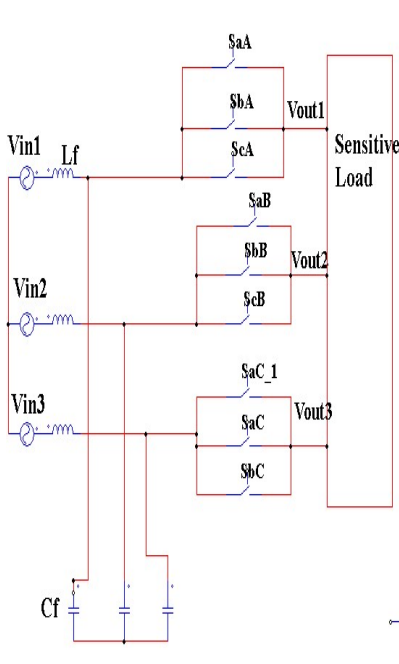 SaA
SbA
Vout1
ScA
Vin1
Lf
Sensitive
Load
SaB
SbB
Vout2
ScB
Vin2
SaC_1
Vin3
Vout3
SaC
SbC
Cf